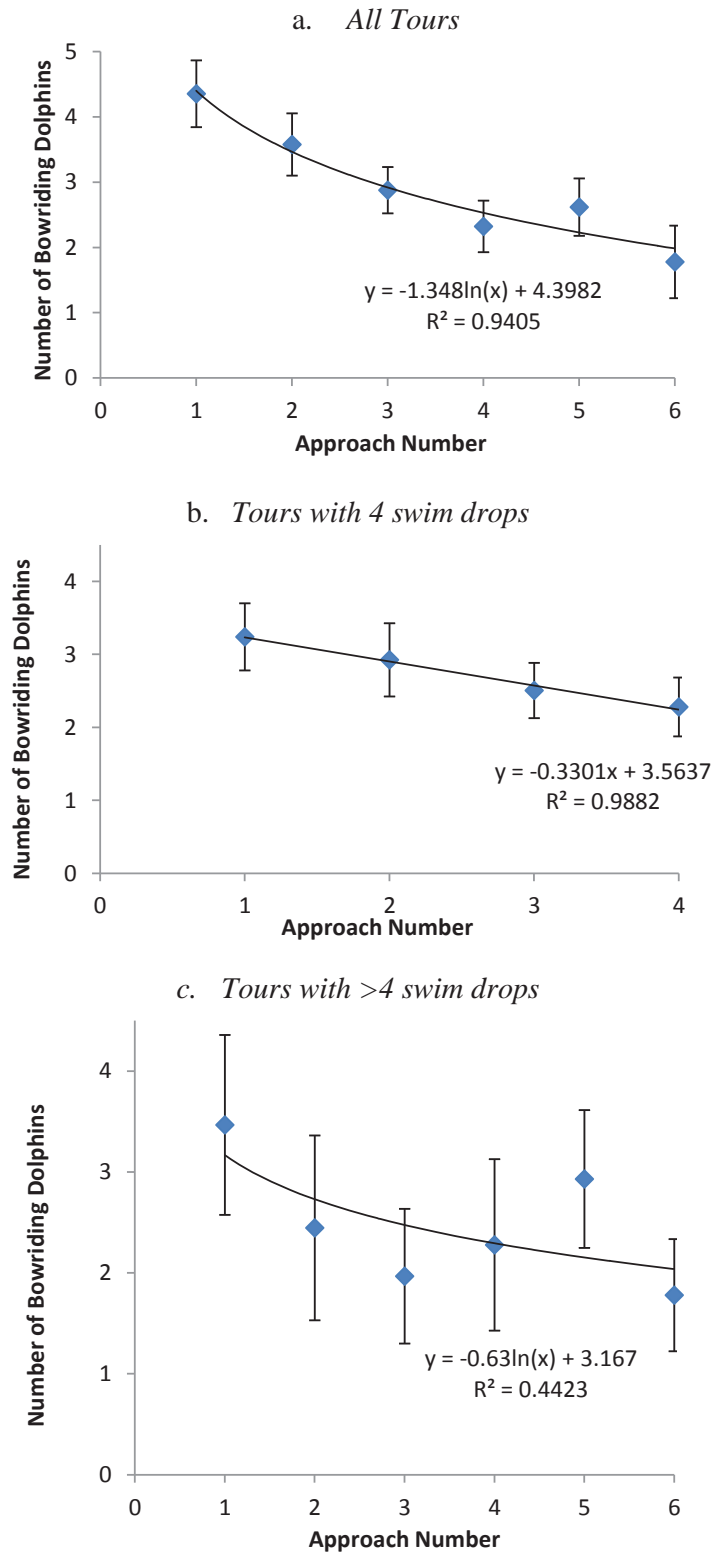 a. All Tours
Number of Bowriding Dolphins
5
4
3
2
1
0
y = -1.348ln(x) + 4.3982
R² = 0.9405
0 1 2 3 4 5 6
Approach Number
b. Tours with 4 swim drops
Number of Bowriding Dolphins
4
3
2
1
0
y = -0.3301x + 3.5637
R² = 0.9882
0 1 2 3 4
Approach Number
c. Tours with >4 swim drops
Number of Bowriding Dolphins
4
3
2
1
0
y = -0.63ln(x) + 3.167
R² = 0.4423
0 1 2 3 4 5 6
Approach Number